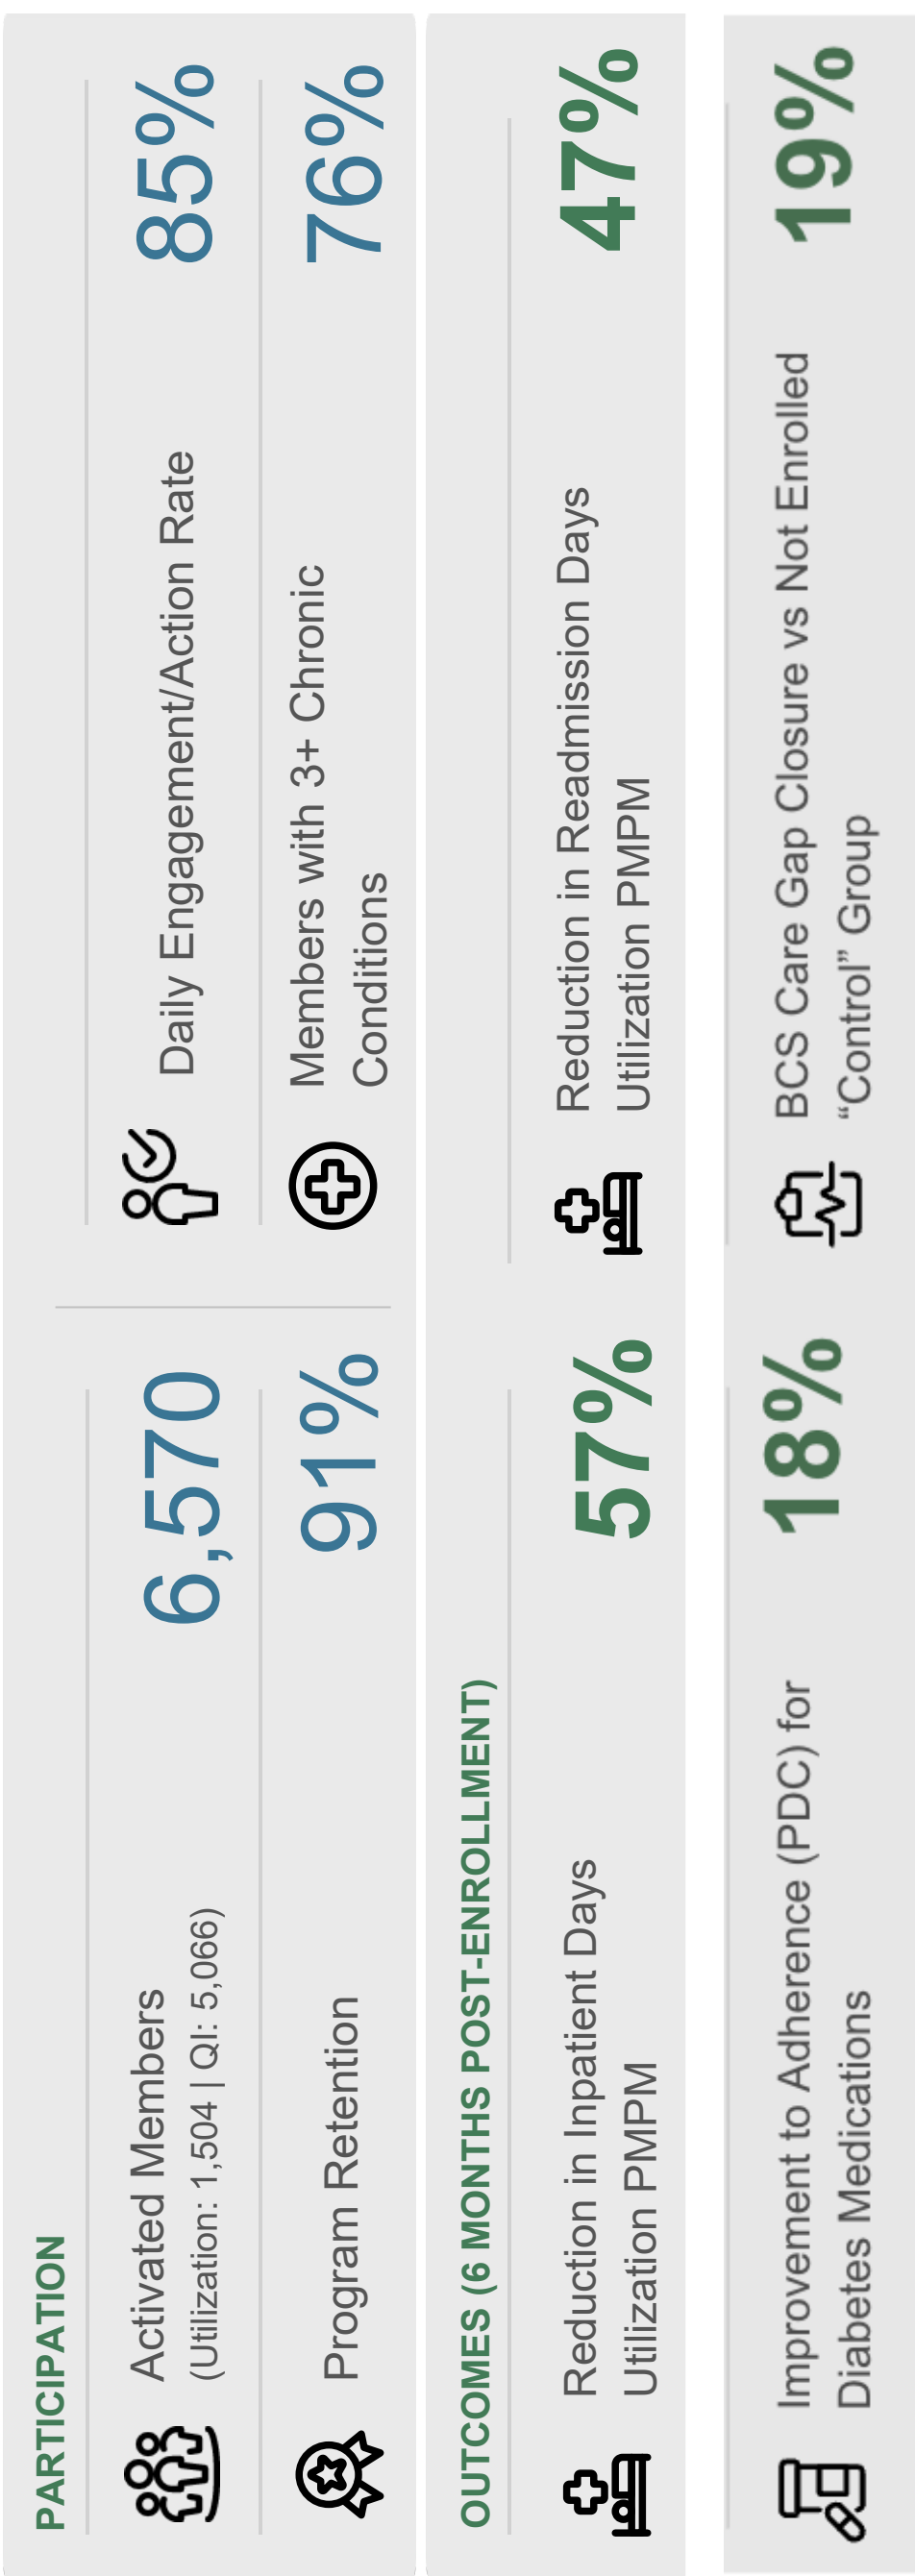 PARTICIPATION
Activated Members
(Utilization: 1,504 | QI: 5,066)
6,570
Daily Engagement/Action Rate
85%
Program Retention
91%
Members with 3+ Chronic
Conditions
76%
OUTCOMES (6 MONTHS POST-ENROLLMENT)
Reduction in Inpatient Days
Utilization PMPM
57%
Reduction in Readmission Days
Utilization PMPM
47%
Improvement to Adherence (PDC) for
Diabetes Medications
18%
BCS Care Gap Closure vs Not Enrolled
“Control” Group
19%